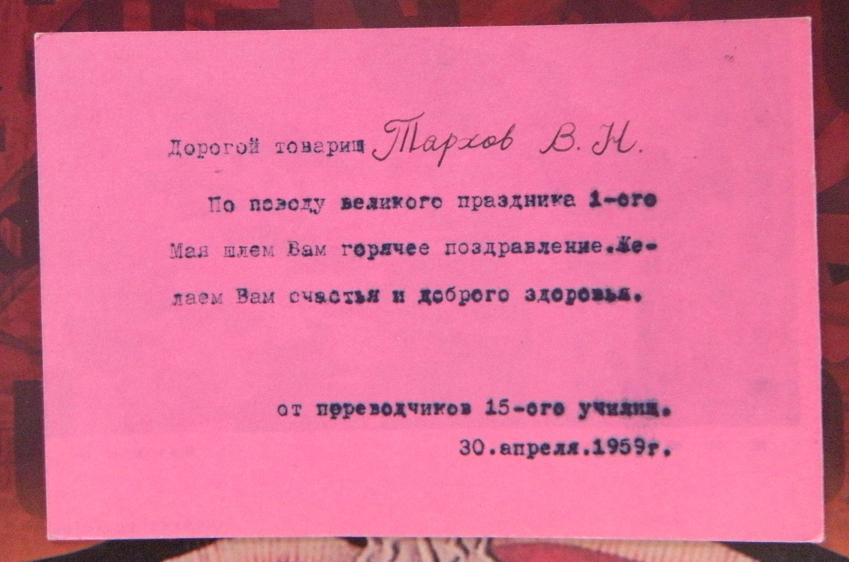 Дорогой товарищ Тархов В. Н.
По поводу великого праздника 1-ого
Мая шлем Вам горячее поздравление.Же-
лаем Вам счастья и доброго здоровья.
от переводчиков 15-ого училищ.
30.апреля.1959г.